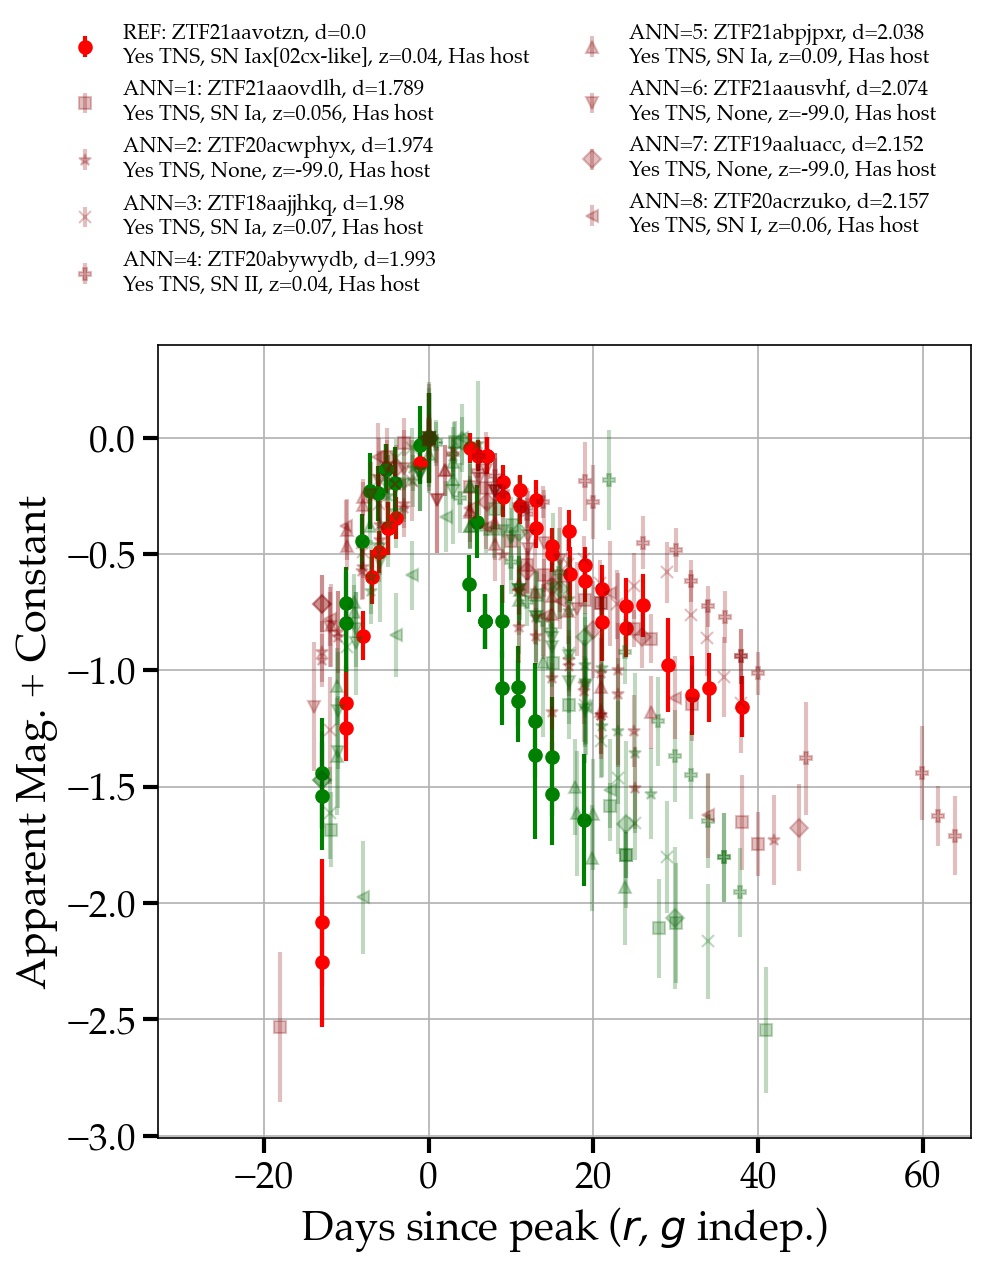 REF: ZTF21aavotzn, d=0.0
Yes TNS, SN Iax[02cx-like], z=0.04, Has host
ANN=1: ZTF21aaovdlh, d=1.789
Yes TNS, SN Ia, z=0.056, Has host
ANN=2: ZTF20acwphyx, d=1.974
Yes TNS, None, z=-99.0, Has host
ANN=3: ZTF18aajjhkq, d=1.98
Yes TNS, SN Ia, z=0.07, Has host
ANN=4: ZTF20abywydb, d=1.993
Yes TNS, SN II, z=0.04, Has host
ANN=5: ZTF21abpjpxr, d=2.038
Yes TNS, SN Ia, z=0.09, Has host
ANN=6: ZTF21aausvhf, d=2.074
Yes TNS, None, z=-99.0, Has host
ANN=7: ZTF19aaluacc, d=2.152
Yes TNS, None, z=-99.0, Has host
ANN=8: ZTF20acrzuko, d=2.157
Yes TNS, SN I, z=0.06, Has host
Apparent Mag. + Constant
0.0
−0.5
−1.0
−1.5
−2.0
−2.5
−3.0
−20
0
20
40
60
Days since peak (r, g indep.)